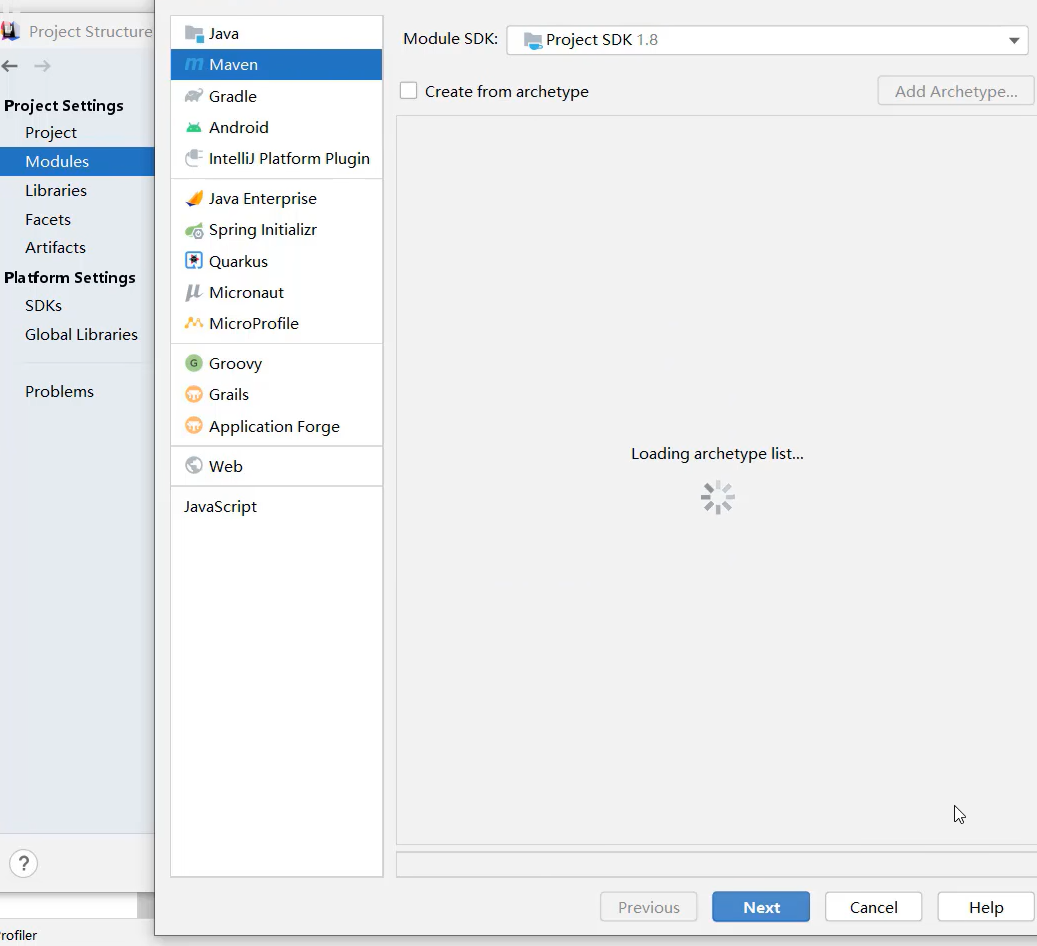 Project Structure
Project Settings
Project
Modules
Libraries
Facets
Artifacts
Platform Settings
SDKs
Global Libraries
Problems
?
rofiler
Java
Maven
Gradle
Android
IntelliJ Platform Plugin
Java Enterprise
Spring Initializr
Quarkus
Micronaut
MicroProfile
G Groovy
Grails
Application Forge
Web
JavaScript
Module SDK: Project SDK 1.8
Create from archetype Add Archetype...
Loading archetype list...
Previous Next Cancel Help